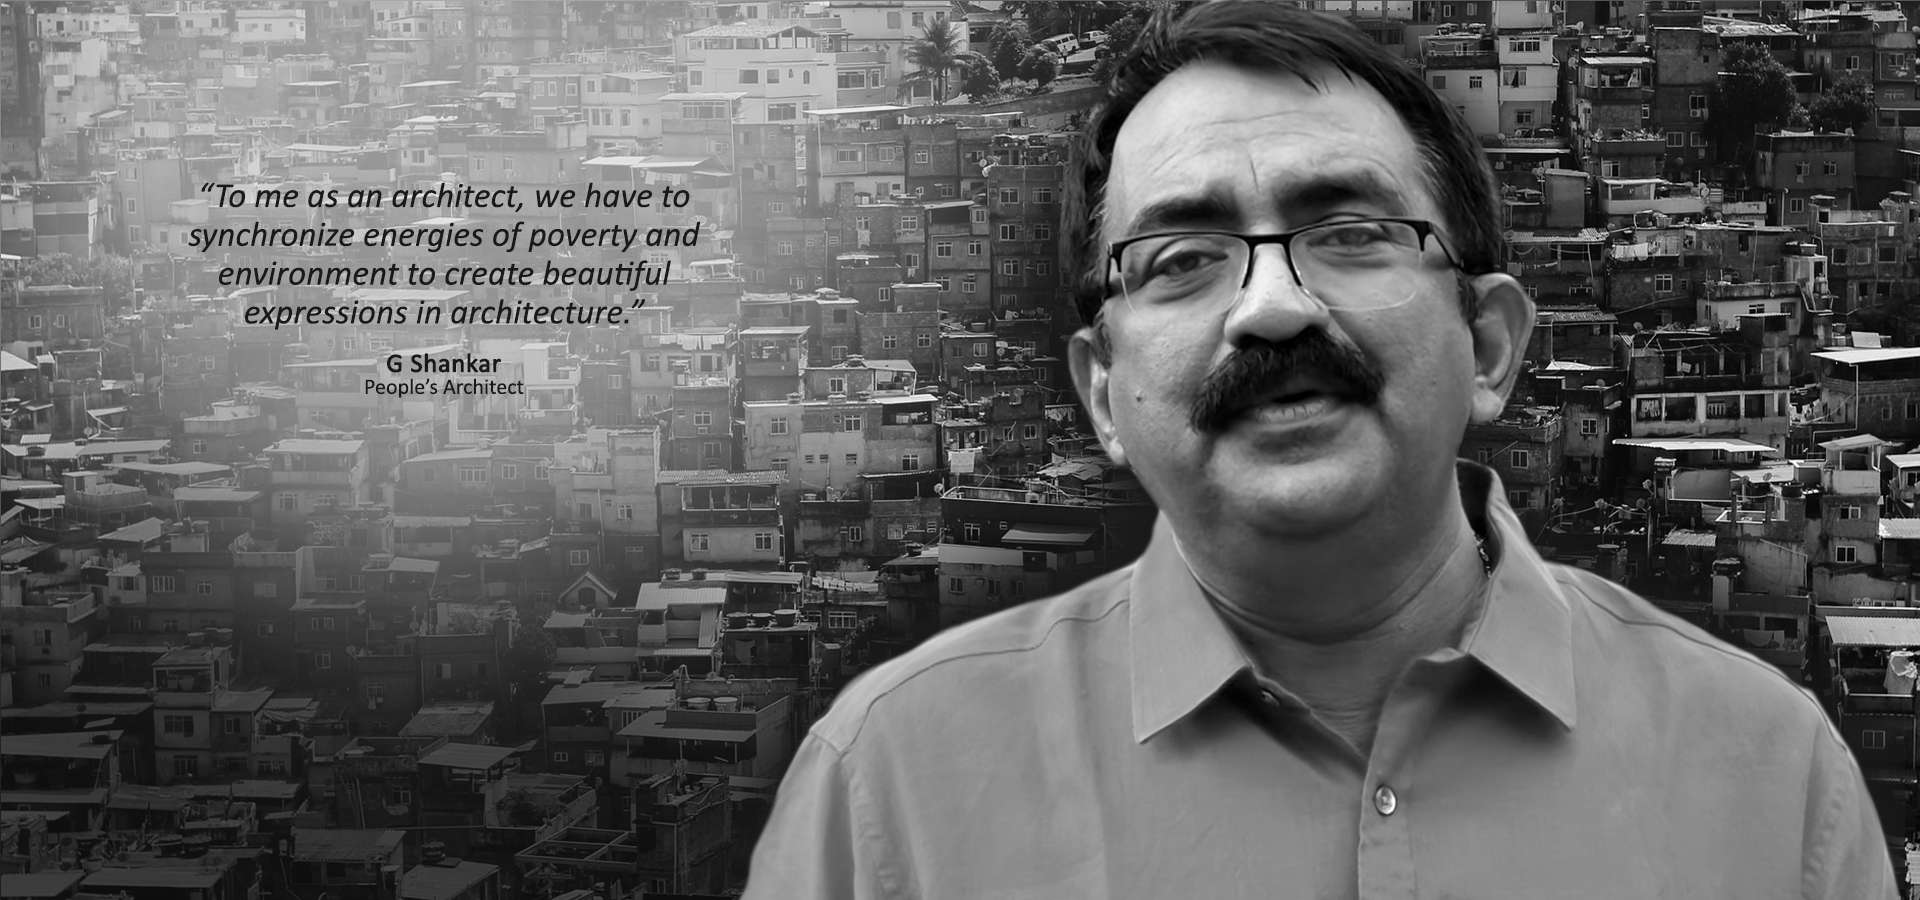 “To me as an architect, we have to
synchronize energies of poverty and
environment to create beautiful
expressions in architecture.”
G Shankar
People’s Architect